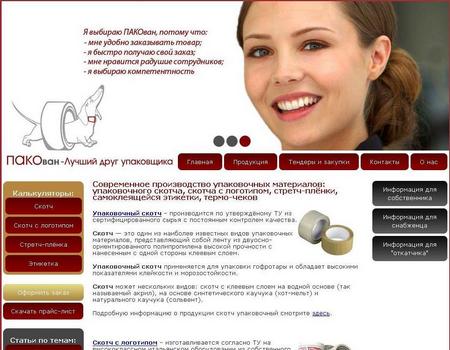 Я выбираю ПАКОван, потому что:
- мне удобно заказывать товар;
- я быстро получаю свой заказ;
- мне нравится радушие сотрудников;
- я выбираю компетентность
ПАКОван -Лучший друг упаковщика
Главная
Продукция
Тендеры и закупки
Контакты
О нас
Калькуляторы:
Скотч
Скотч с логотипом
Стретч-плёнка
Этикетка
Оформить заказ
Скачать прайс-лист
Статьи по темам:
Современное производство упаковочных материалов:
упаковочного скотча, скотча с логотипом, стретч-плёнки,
самоклеящейся этикетки, термо-чеков
Упаковочный скотч – производится по утверждённому ТУ из
сертифицированного сырья с постоянным контролем качества.
Скотч — это один из наиболее известных видов упаковочных
материалов, представляющий собой ленту из двуосно-
ориентированного полипропилена высокой прочности с
нанесенным с одной стороны клеевым слоем.
Упаковочный скотч применяется для упаковки гофротары и обладает высокими
показателями клейкости и морозостойкости.
Скотч может нескольких видов: скотч с клеевым слоем на водной основе (так
называемый акрил), на основе синтетического каучука (хот-мелт) и
натурального каучука (сольвент).
Подробную информацию о продукции скотч упаковочный смотрите здесь.
Скотч с логотипом – изготавливается согласно ТУ на
высококлассном итальянском оборудовании из собственного
Информация для
собственника
Информация для
снабженца
Информация для
"откатчика"